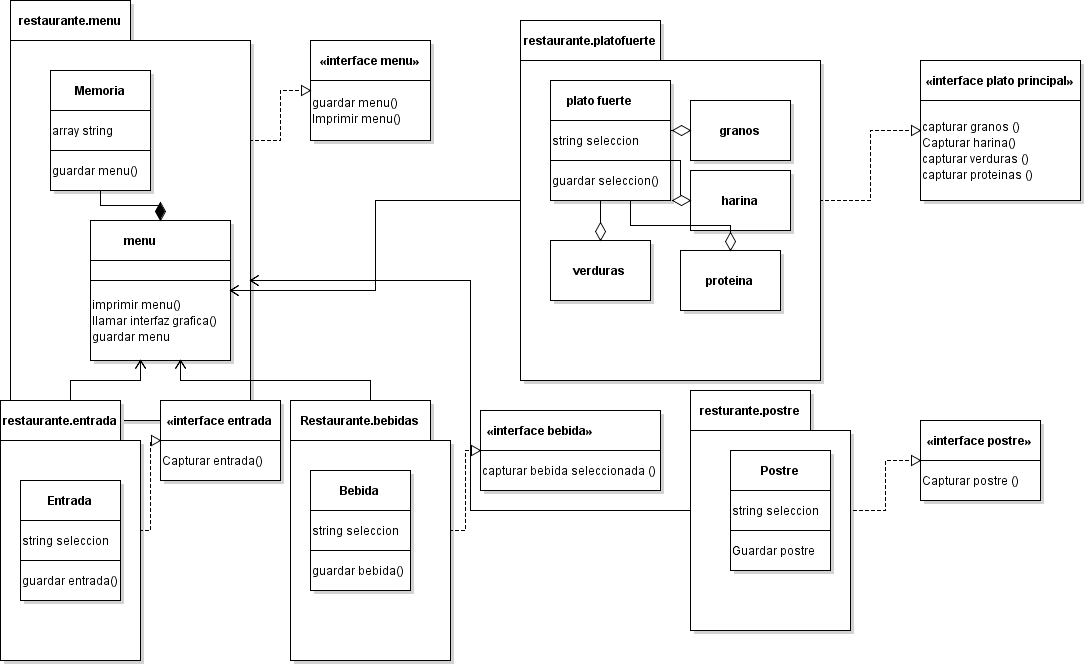 restaurante.menu
Memoria
array string
guardar menu()
menu
imprimir menu()
llamar interfaz grafica()
guardar menu
«interface menu»
guardar menu()
Imprimir menu()
restaurante.platofuerte
plato fuerte
string seleccion
guardar seleccion()
granos
harina
verduras
proteina
«interface plato principal»
capturar granos ()
Capturar harina()
capturar verduras ()
capturar proteinas ()
restaurante.entrada
Entrada
string seleccion
guardar entrada()
«interface entrada
Capturar entrada()
Restaurante.bebidas
Bebida
string seleccion
guardar bebida()
«interface bebida»
capturar bebida seleccionada ()
resturante.postre
Postre
string seleccion
Guardar postre
«interface postre»
Capturar postre ()